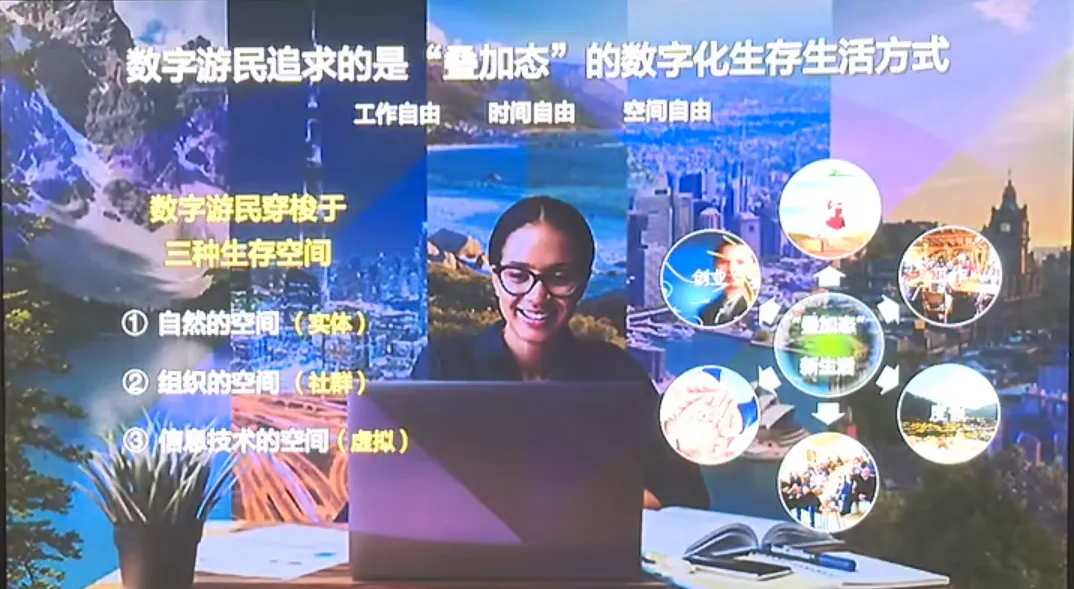 数字游民追求的是“叠加态”的数字化生存生活方式
工作自由 时间自由 空间自由
数字游民穿梭于
三种生存空间
① 自然的空间（实体）
② 组织的空间（社群）
③ 信息技术的空间（虚拟）
创业
工作
“叠加态”
新生活